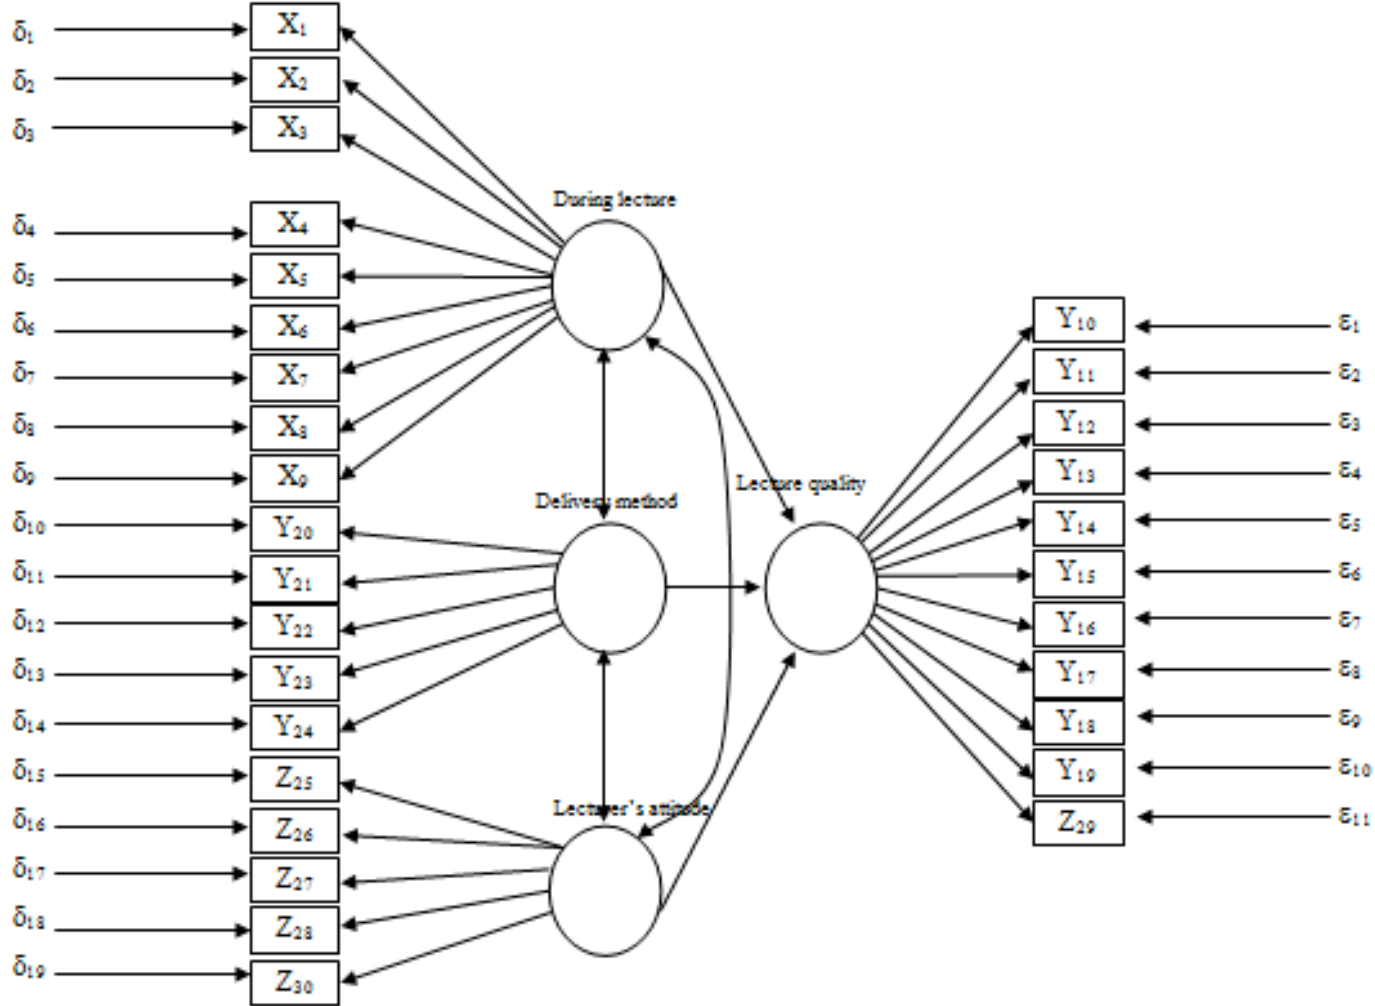 δ1 X1
δ2 X2
δ3 X3
During lecture
δ4 X4
δ5 X5
δ6 X6
δ7 X7
δ8 X8
δ9 X9
Delivery method
Lecture quality
δ10 Y20
δ11 Y21
δ12 Y22
δ13 Y23
δ14 Y24
δ15 Z25
Lecturer's attitude
δ16 Z26
δ17 Z27
δ18 Z28
δ19 Z30
Y10 ε1
Y11 ε2
Y12 ε3
Y13 ε4
Y14 ε5
Y15 ε6
Y16 ε7
Y17 ε8
Y18 ε9
Y19 ε10
Z29 ε11